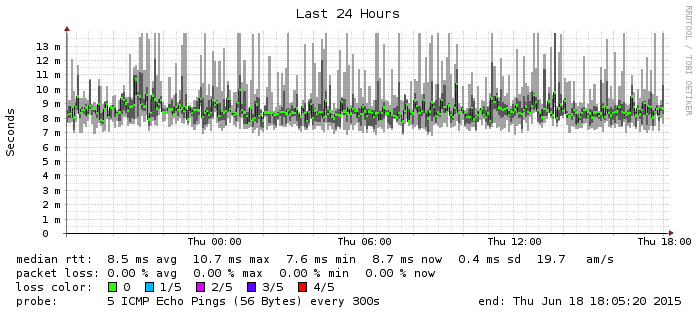 Last 24 Hours
RRDTOOL / TOBI OETIKER
Seconds
13 m
12 m
11 m
10 m
9 m
8 m
7 m
6 m
5 m
4 m
3 m
2 m
1 m
0
Thu 00:00 Thu 06:00 Thu 12:00 Thu 18:00
median rtt: 8.5 ms avg 10.7 ms max 7.6 ms min 8.7 ms now 0.4 ms sd 19.7 am/s
packet loss: 0.00 % avg 0.00 % max 0.00 % min 0.00 % now
loss color: 0 1/5 2/5 3/5 4/5
probe: 5 ICMP Echo Pings (56 Bytes) every 300s end: Thu Jun 18 18:05:20 2015